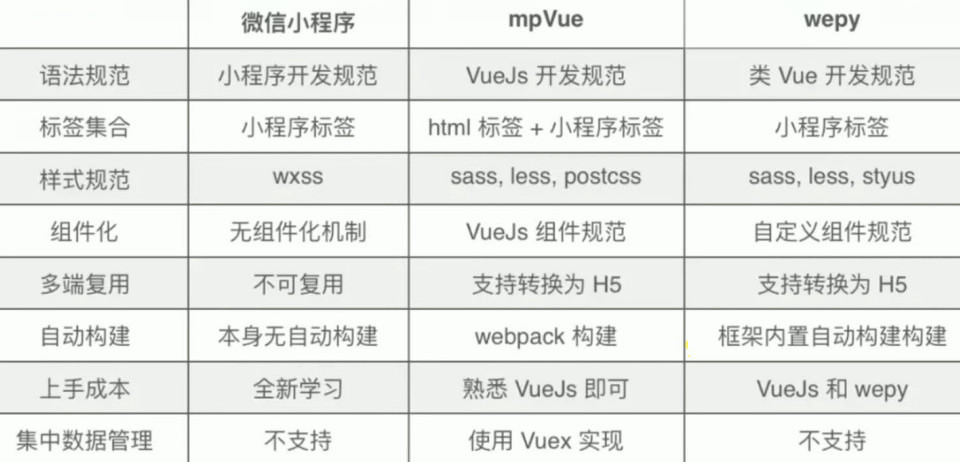 微信小程序 mpVue wepy
语法规范 小程序开发规范 VueJs 开发规范 类 Vue 开发规范
标签集合 小程序标签 html 标签 + 小程序标签 小程序标签
样式规范 wxss sass, less, postcss sass, less, styus
组件化 无组件化机制 VueJs 组件规范 自定义组件规范
多端复用 不可复用 支持转换为 H5 支持转换为 H5
自动构建 本身无自动构建 webpack 构建 框架内置自动构建构建
上手成本 全新学习 熟悉 VueJs 即可 VueJs 和 wepy
集中数据管理 不支持 使用 Vuex 实现 不支持